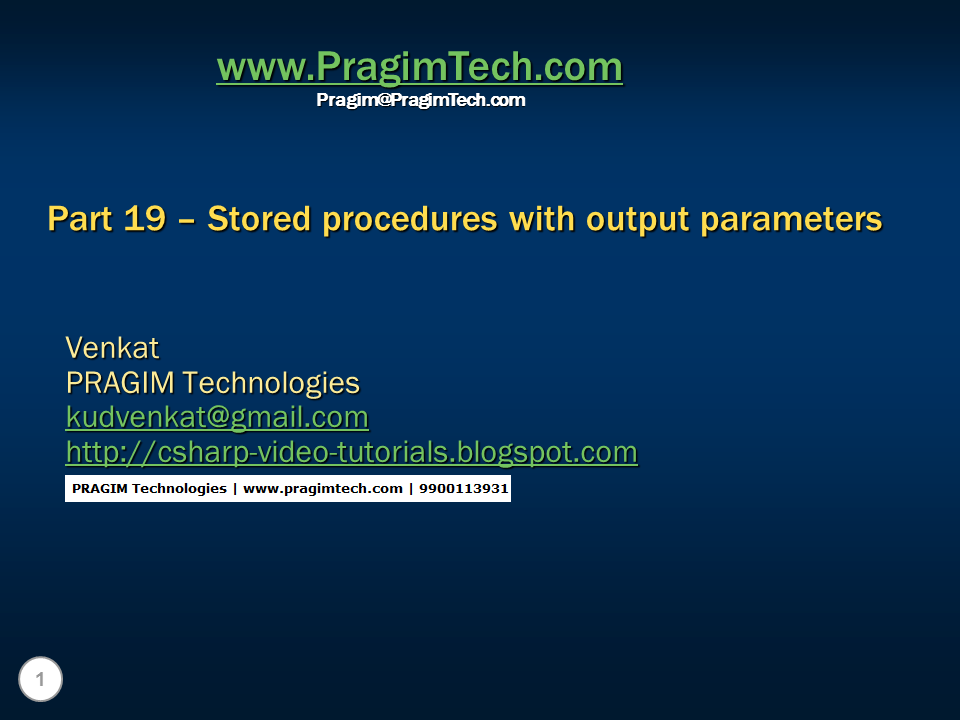 www.PragimTech.com
Pragim@PragimTech.com
Part 19 – Stored procedures with output parameters
Venkat
PRAGIM Technologies
kudvenkat@gmail.com
http://csharp-video-tutorials.blogspot.com
PRAGIM Technologies | www.pragimtech.com | 9900113931
1